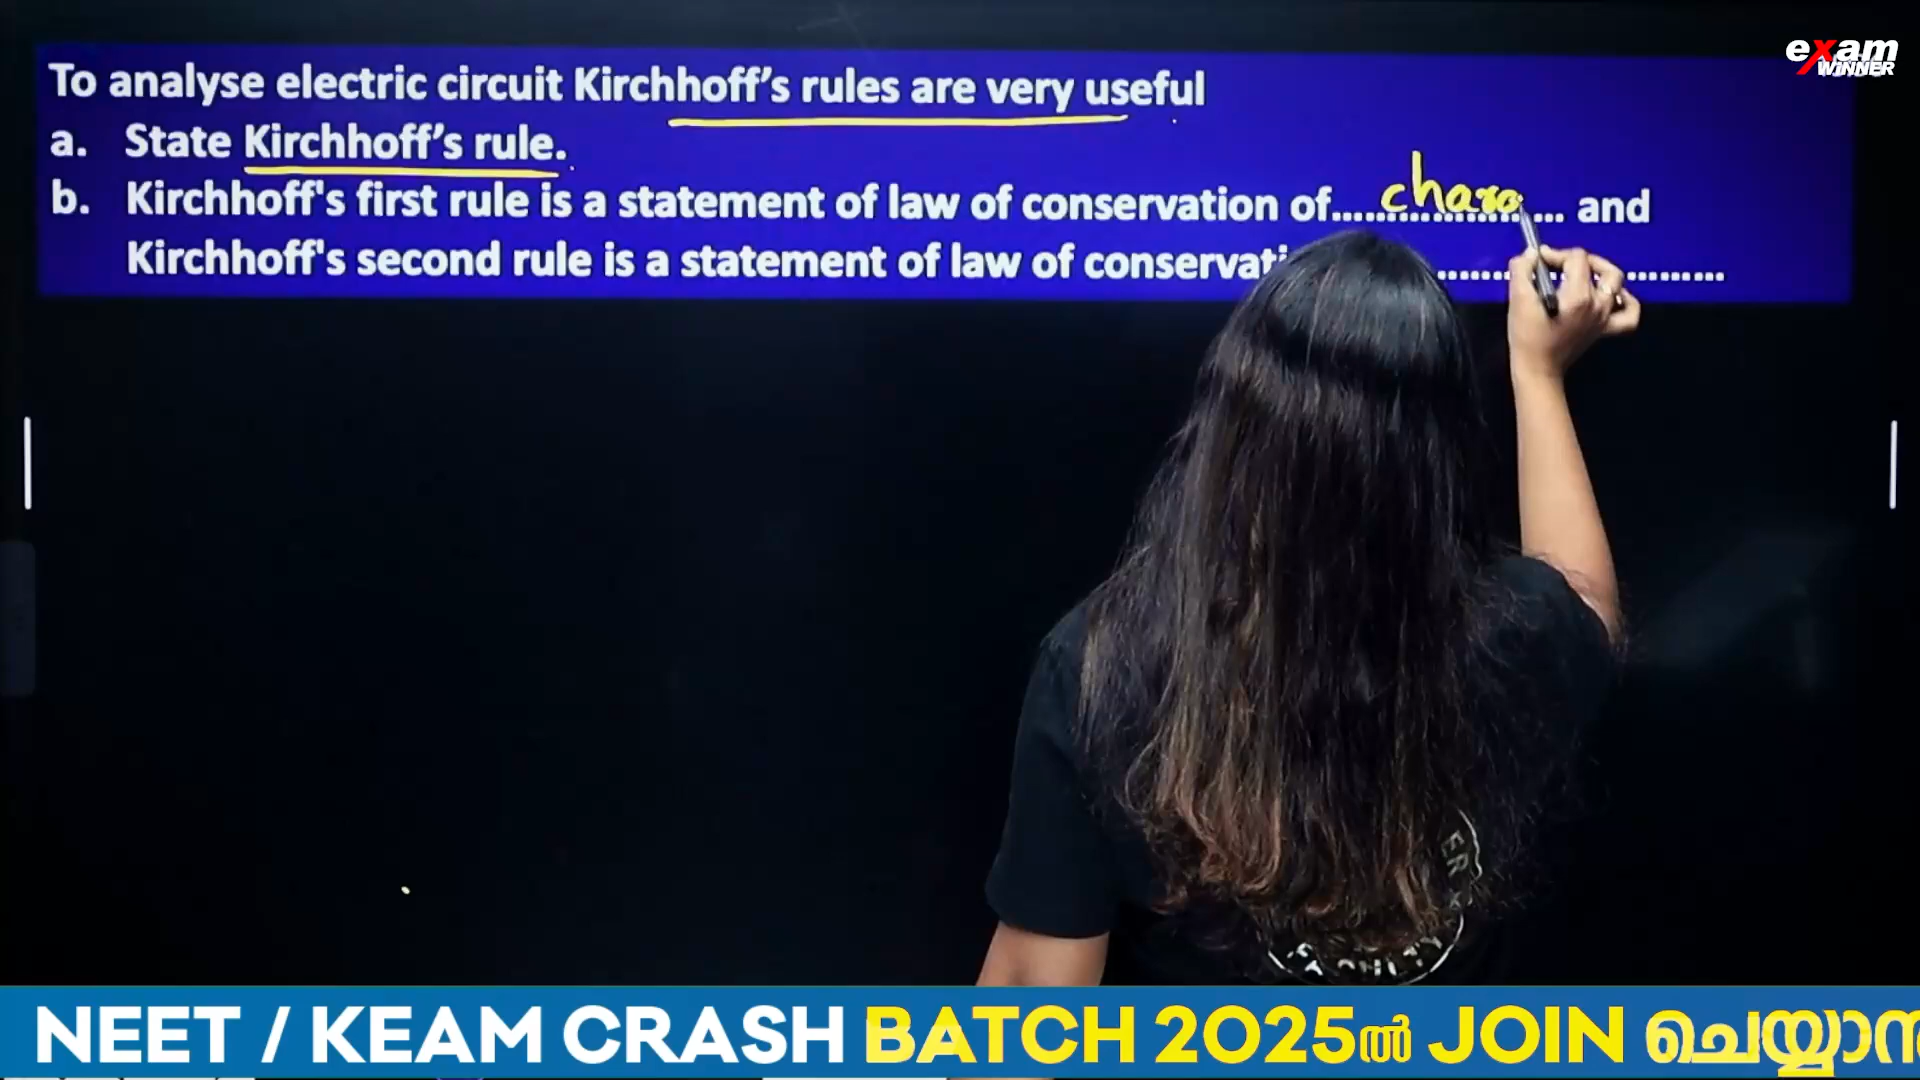 exam
WINNER
To analyse electric circuit Kirchhoff’s rules are very useful
a. State Kirchhoff’s rule.
b. Kirchhoff's first rule is a statement of law of conservation of...charg... and
Kirchhoff's second rule is a statement of law of conservati..............
NEET / KEAM CRASH BATCH 2025ൽ JOIN ചെയ്യാൻ